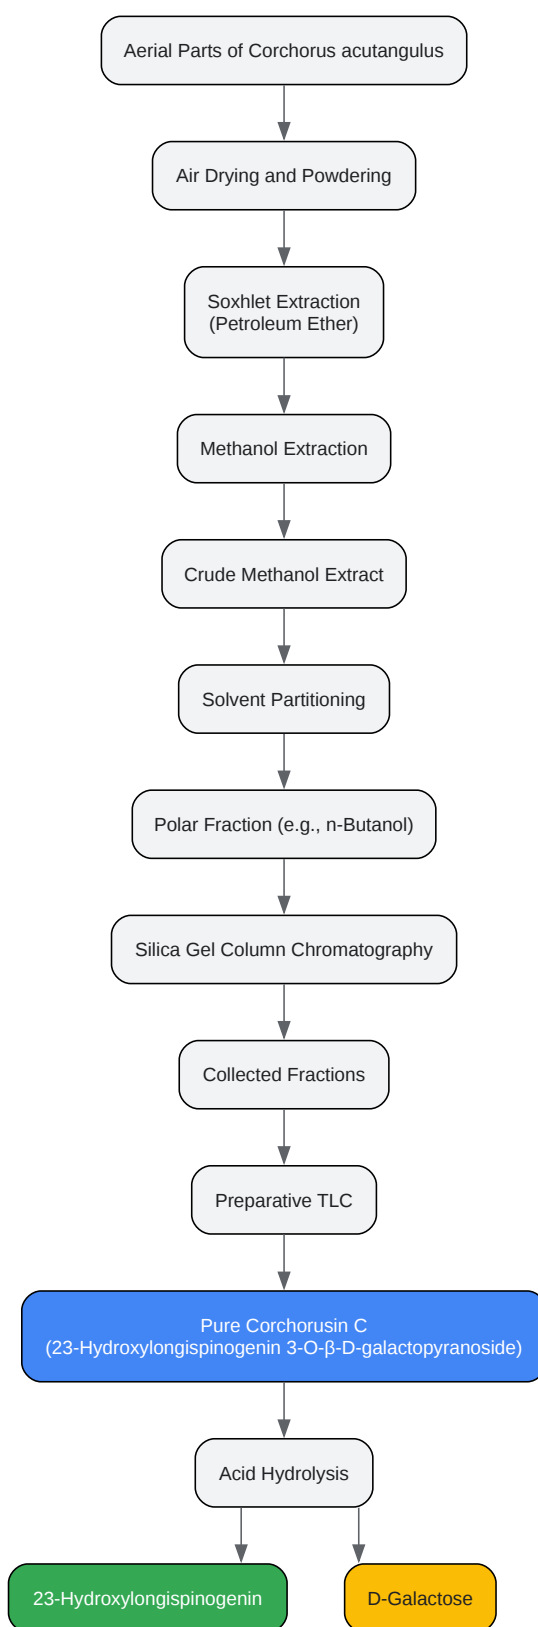 Aerial Parts of Corchorus acutangulus
Air Drying and Powdering
Soxhlet Extraction
(Petroleum Ether)
Methanol Extraction
Crude Methanol Extract
Solvent Partitioning
Polar Fraction (e.g., n-Butanol)
Silica Gel Column Chromatography
Collected Fractions
Preparative TLC
Pure Corchorusin C
(23-Hydroxylongispinogenin 3-O-β-D-galactopyranoside)
Acid Hydrolysis
23-Hydroxylongispinogenin
D-Galactose